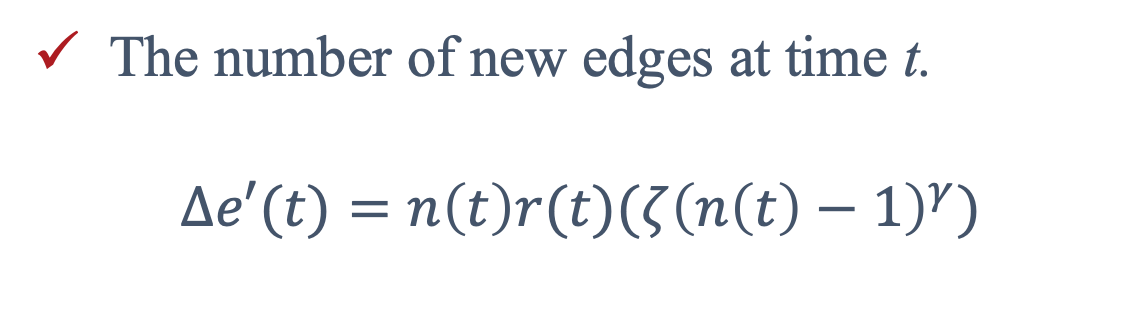 ✓ The number of new edges at time t.
Δe′(t) = n(t)r(t)(ζ(n(t) − 1)^γ)